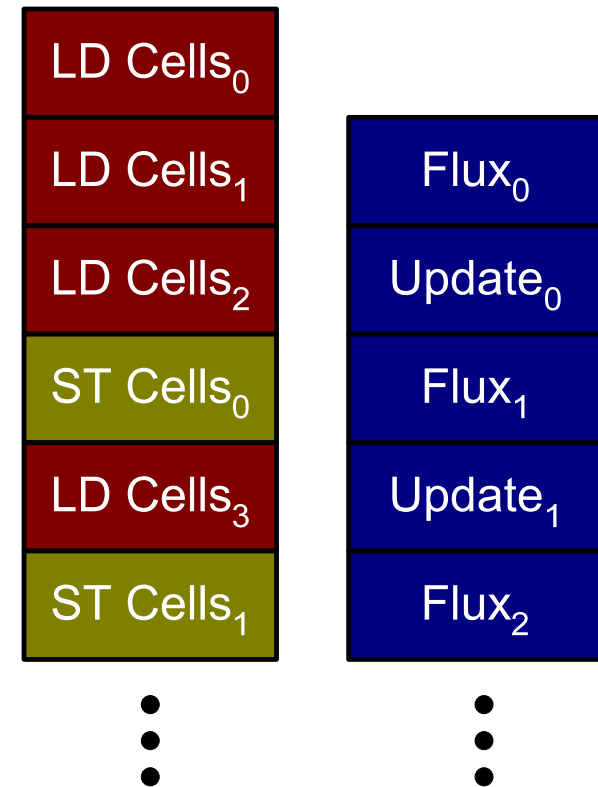 LD Cells₀
LD Cells₁
LD Cells₂
ST Cells₀
LD Cells₃
ST Cells₁
Flux₀
Update₀
Flux₁
Update₁
Flux₂